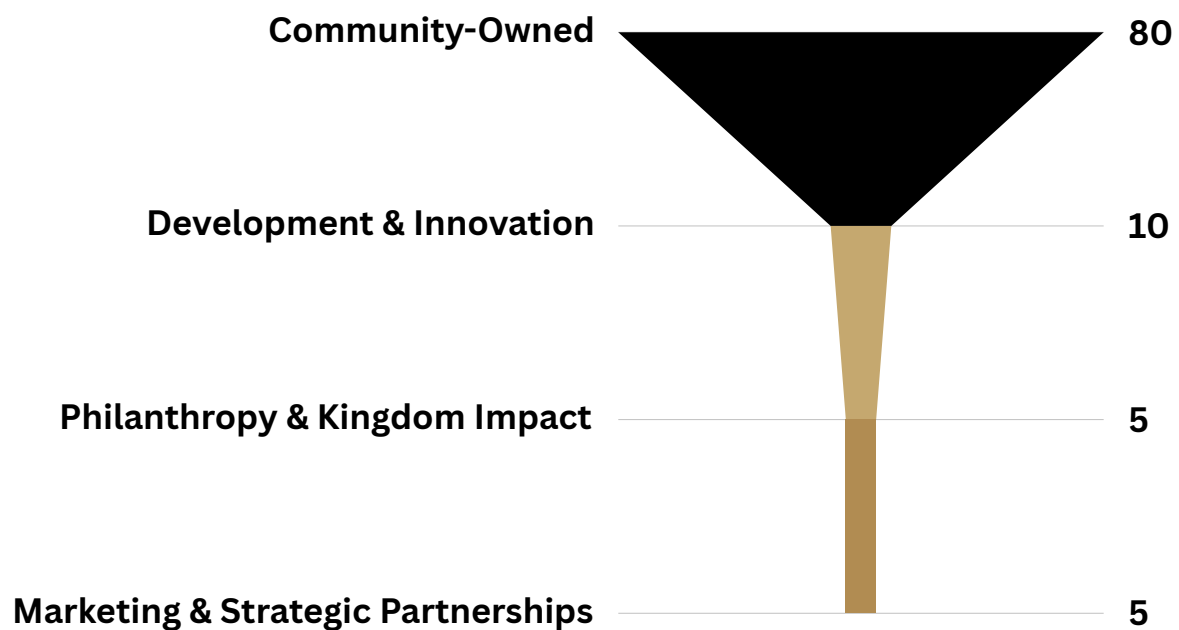 Community-Owned 80
Development & Innovation 10
Philanthropy & Kingdom Impact 5
Marketing & Strategic Partnerships 5